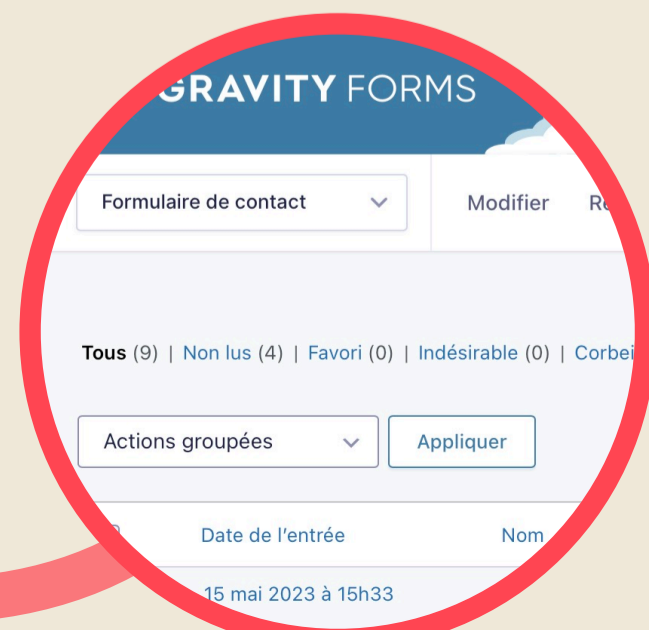 GRAVITY FORMS
Formulaire de contact Modifier
Tous (9) | Non lus (4) | Favori (0) | Indésirable (0) |
Actions groupées Appliquer
Date de l'entrée Nom
15 mai 2023 à 15h33